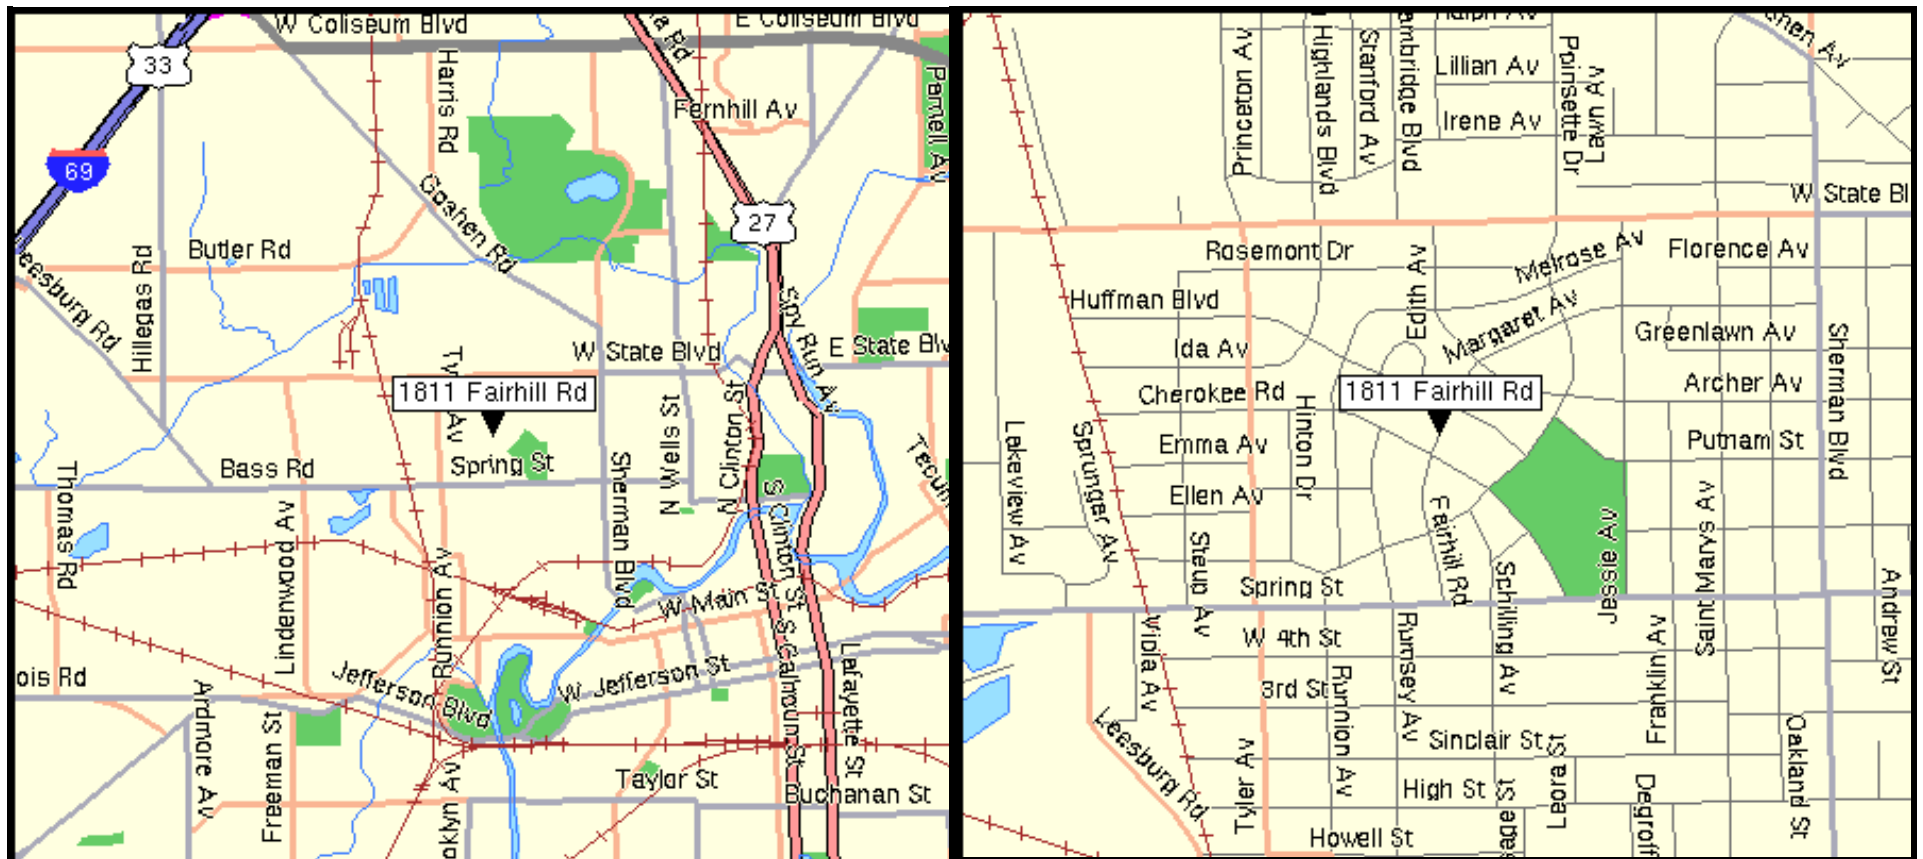 W Coliseum Blvd
E Coliseum Blvd
33
Harris Rd
Fernhill Av
Parnell Av
69
Goshen Rd
27
Butler Rd
Hillegas Rd
Spy Run Av
W State Blvd
E State Blv
1811 Fairhill Rd
Av
N Wells St
N Clinton St
Bass Rd
Spring St
Sherman Blvd
Thomas Rd
S Clinton St
Lindenwood Av
Runnion Av
W Main St
ois Rd
Jefferson Blvd
W Jefferson St
S Calhoun St
Lafayette St
Ardmore Av
Freeman St
Taylor St
Buchanan St
oklyn Av
Princeton Av
Highlands Blvd
Stanford Av
ambridge Blvd
Lillian Av
Poinsette Dr
Lawn Av
Irene Av
W State Bl
Rosemont Dr
Edith Av
Melrose Av
Florence Av
Huffman Blvd
Margaret Av
Greenlawn Av
Ida Av
Sherman Blvd
Cherokee Rd
1811 Fairhill Rd
Archer Av
Hinton Dr
Lakeview Av
Sprunger Av
Emma Av
Putnam St
Ellen Av
Fairhill Rd
Jessie Av
Saint Marys Av
Spring St
Schilling Av
Andrew St
W 4th St
Rumsey Av
Franklin Av
3rd St
Runnion Av
Leesburg Rd
Sinclair St
Leora St
Oakland St
Tyler Av
High St
Degroff
Howell St